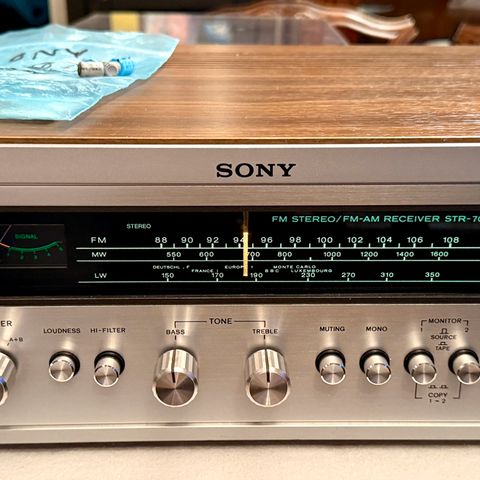 SONY
SONY
FM STEREO/FM-AM RECEIVER STR-70
STEREO
SIGNAL
FM 88 90 92 94 96 98 100 102 104 106 108
MW 550 600 700 800 1000 1200 1400 1600
DEUTSCHL.F EUROPE 1 MONTE CARLO
FRANCE I BBC LUXEMBOURG
LW 150 170 190 230 270 310 350
LOUDNESS HI-FILTER TONE MUTING MONO MONITOR
BASS TREBLE
A+B
1 2
SOURCE
TAPE
COPY